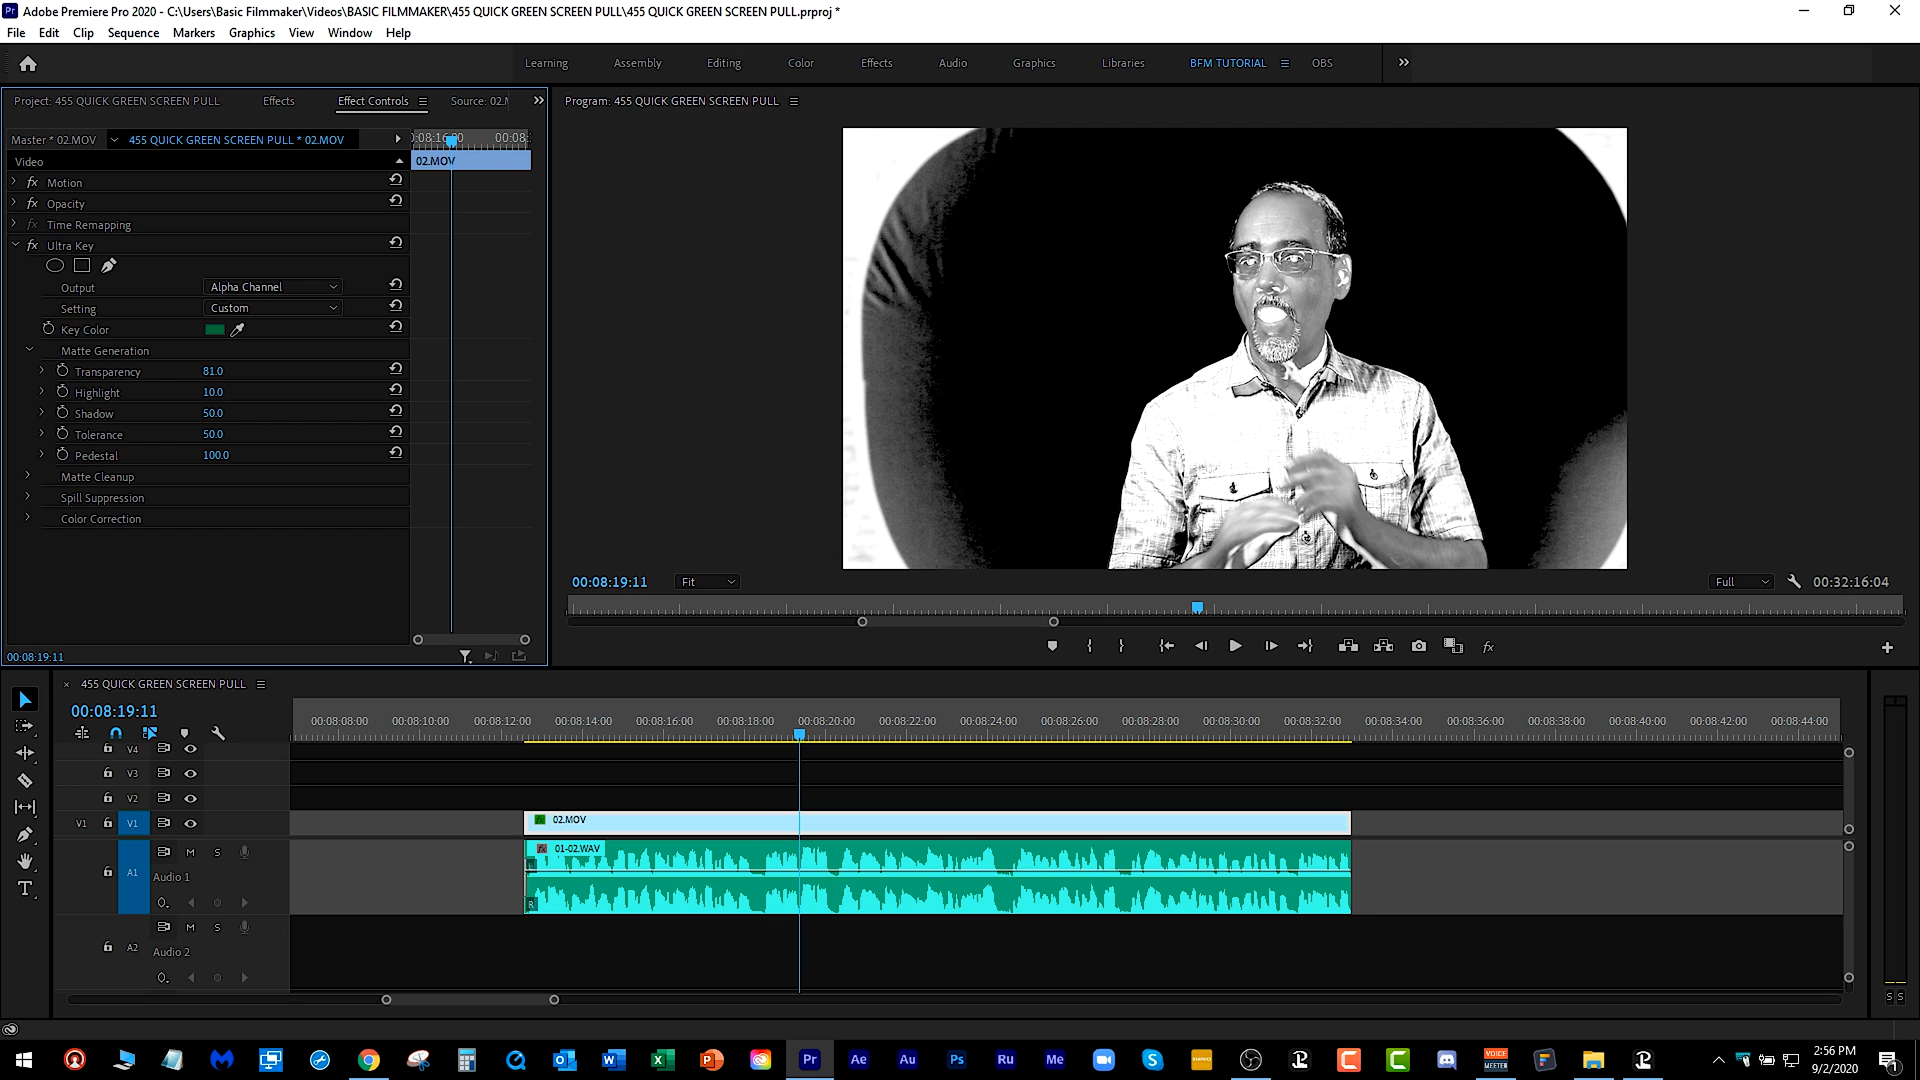 Adobe Premiere Pro 2020 - C:\Users\Basic Filmmaker\Videos\BASIC FILMMAKER\455 QUICK GREEN SCREEN PULL\455 QUICK GREEN SCREEN PULL.prproj *
File Edit Clip Sequence Markers Graphics View Window Help
Learning Assembly Editing Color Effects Audio Graphics Libraries BFM TUTORIAL OBS
Project: 455 QUICK GREEN SCREEN PULL Effects Effect Controls Source: 02.M
Program: 455 QUICK GREEN SCREEN PULL
Master * 02.MOV 455 QUICK GREEN SCREEN PULL * 02.MOV
Video 02.MOV
fx Motion
fx Opacity
fx Time Remapping
fx Ultra Key
Output Alpha Channel
Setting Custom
Key Color
Matte Generation
Transparency 81.0
Highlight 10.0
Shadow 50.0
Tolerance 50.0
Pedestal 100.0
Matte Cleanup
Spill Suppression
Color Correction
00:08:19:11 Fit Full 00:32:16:04
fx
00:08:19:11
455 QUICK GREEN SCREEN PULL
00:08:19:11
00:08:08:00 00:08:10:00 00:08:12:00 00:08:14:00 00:08:16:00 00:08:18:00 00:08:20:00 00:08:22:00 00:08:24:00 00:08:26:00 00:08:28:00 00:08:30:00 00:08:32:00 00:08:34:00 00:08:36:00 00:08:38:00 00:08:40:00 00:08:42:00 00:08:44:00
V4
V3
V2
V1 V1 02.MOV
M S fx 01-02.WAV
A1 Audio 1
R
M S
A2 Audio 2
S S
Pr Ae Au Ps Ru Me
VOICE MEETER
2:56 PM
9/2/2020